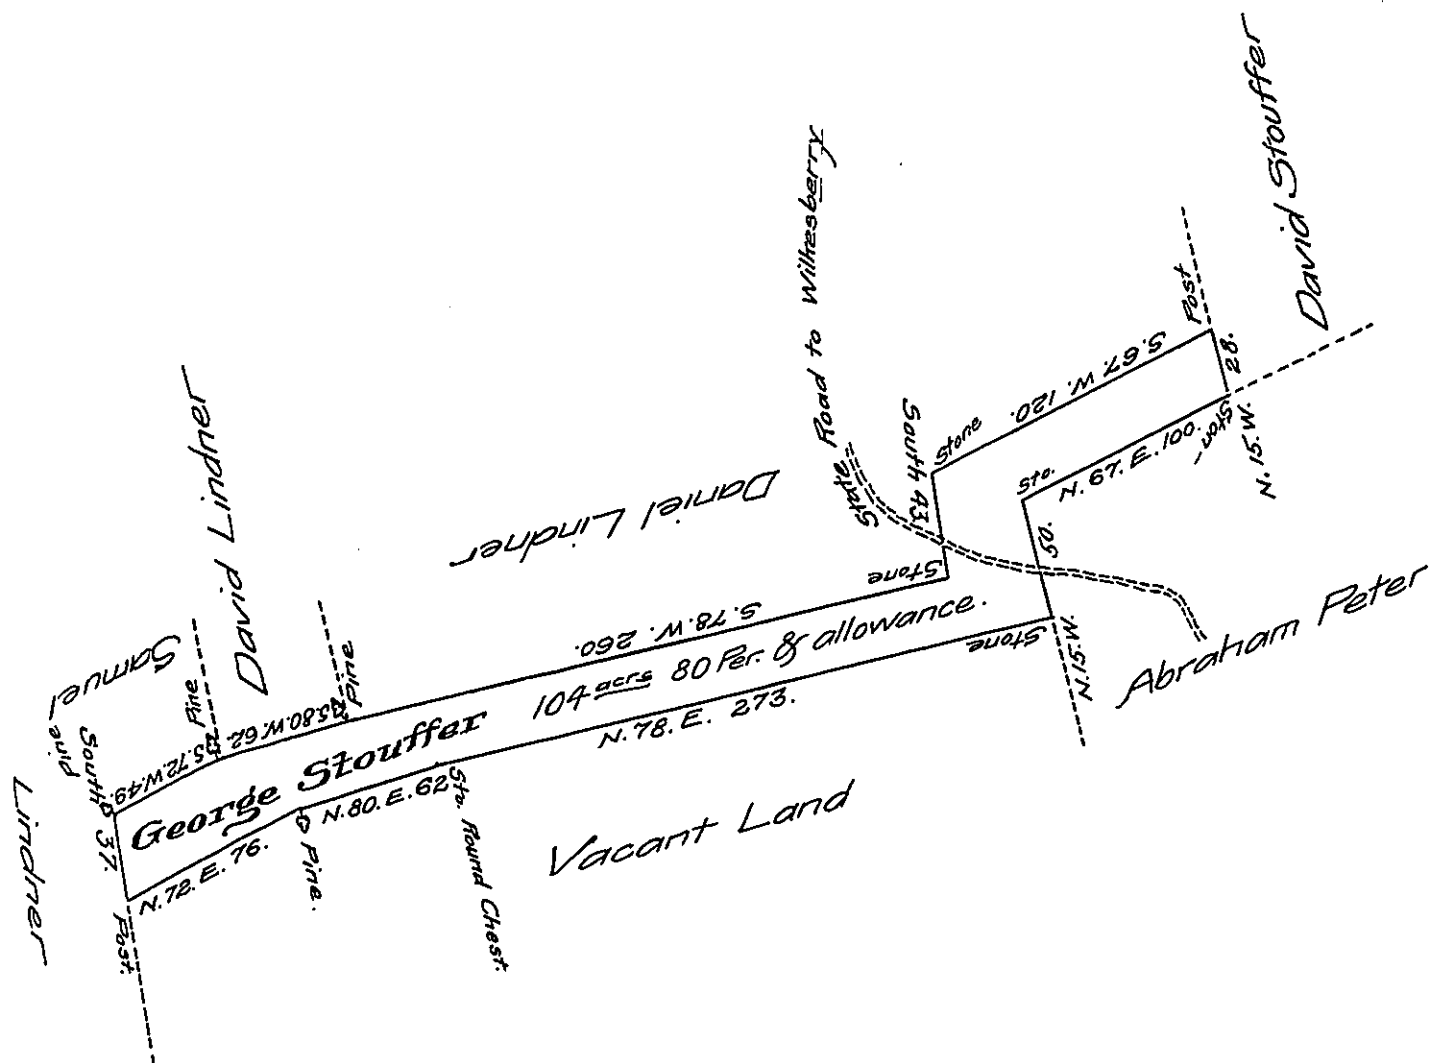 David Stouffer
State Road to Wilkesberry
Post
28.
N. 15. W.
S. 67. W. 120.
Stone
N. 67. E. 100.
Ston
Sto.
South 43.
50.
N. 15. W.
Abraham Peter
Daniel Lindner
Stone
S. 78. W. 260.
104 acrs 80 Per. & allowance.
Stone
N. 78. E. 273.
David Lindner
Pine
S. 80. W. 62.
Pine
Samuel
Lindner
S. 72. W. 49.
pine
South 37.
George Stouffer
N. 72. E. 76.
Post.
Pine.
N. 80. E. 62
Sto. Round Chest.
Vacant Land